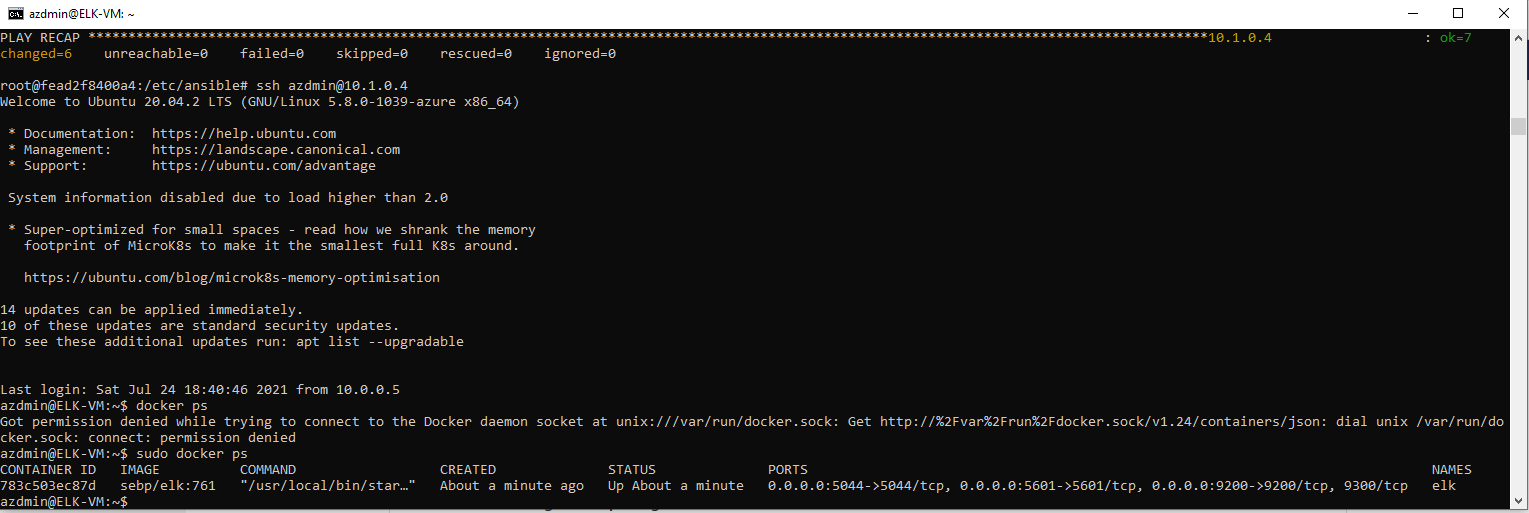 azdmin@ELK-VM: ~
PLAY RECAP ********************************************************************************************************************************************10.1.0.4                   : ok=7
changed=6    unreachable=0    failed=0    skipped=0    rescued=0    ignored=0
root@fead2f8400a4:/etc/ansible# ssh azdmin@10.1.0.4
Welcome to Ubuntu 20.04.2 LTS (GNU/Linux 5.8.0-1039-azure x86_64)
 * Documentation:  https://help.ubuntu.com
 * Management:     https://landscape.canonical.com
 * Support:        https://ubuntu.com/advantage
 System information disabled due to load higher than 2.0
 * Super-optimized for small spaces - read how we shrank the memory
   footprint of MicroK8s to make it the smallest full K8s around.
   https://ubuntu.com/blog/microk8s-memory-optimisation
14 updates can be applied immediately.
10 of these updates are standard security updates.
To see these additional updates run: apt list --upgradable
Last login: Sat Jul 24 18:40:46 2021 from 10.0.0.5
azdmin@ELK-VM:~$ docker ps
Got permission denied while trying to connect to the Docker daemon socket at unix:///var/run/docker.sock: Get http://%2Fvar%2Frun%2Fdocker.sock/v1.24/containers/json: dial unix /var/run/do
cker.sock: connect: permission denied
azdmin@ELK-VM:~$ sudo docker ps
CONTAINER ID   IMAGE          COMMAND                  CREATED              STATUS              PORTS                                                                              NAMES
783c503ec87d   sebp/elk:761   "/usr/local/bin/star…"   About a minute ago   Up About a minute   0.0.0.0:5044->5044/tcp, 0.0.0.0:5601->5601/tcp, 0.0.0.0:9200->9200/tcp, 9300/tcp   elk
azdmin@ELK-VM:~$